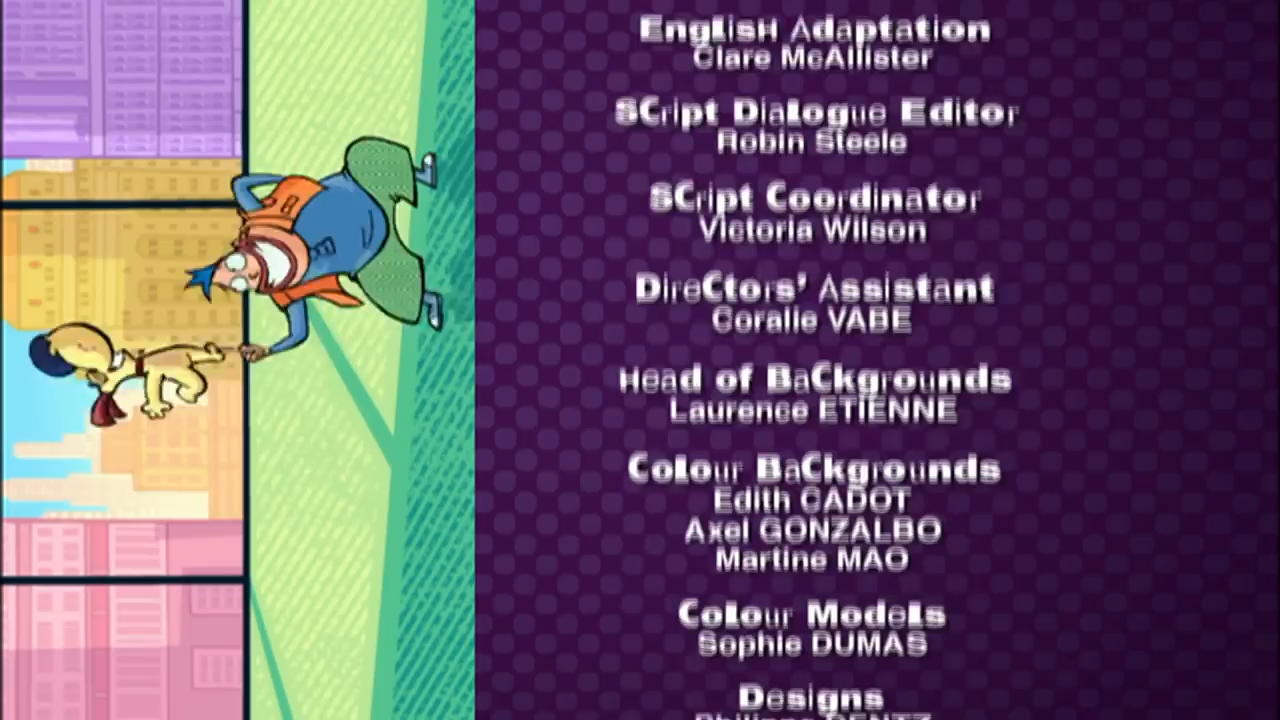 English Adaptation
Clare McAllister
SCript Dialogue Editor
Robin Steele
SCript Coordinator
Victoria Wilson
DireCtors' Assistant
Coralie VABE
Head of BaCkgrounds
Laurence ETIENNE
Colour BaCkgrounds
Edith CADOT
Axel GONZALBO
Martine MAO
Colour Models
Sophie DUMAS
Designs